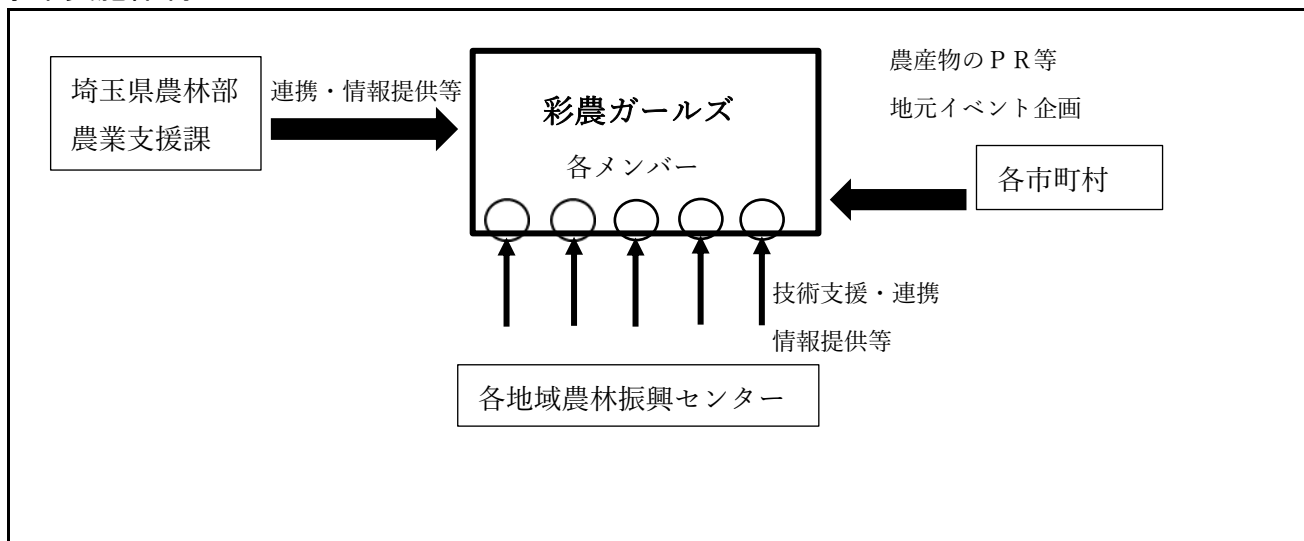 埼玉県農林部
農業支援課
連携・情報提供等
彩農ガールズ
各メンバー
農産物のＰＲ等
地元イベント企画
各市町村
技術支援・連携
情報提供等
各地域農林振興センター